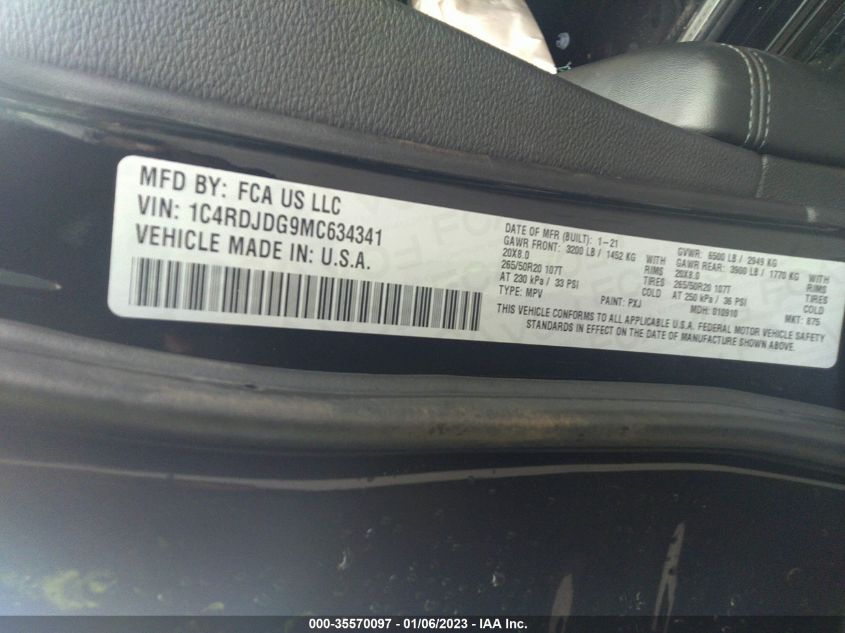 MFD BY: FCA US LLC
VIN: 1C4RDJDG9MC634341
VEHICLE MADE IN: U.S.A.
DATE OF MFR (BUILT): 1-21
GVWR: 6500 LB / 2949 KG
GAWR FRONT: 3200 LB / 1452 KG WITH
GAWR REAR: 3900 LB / 1770 KG WITH
20X8.0 RIMS
20X8.0 RIMS
265/50R20 107T TIRES
265/50R20 107T TIRES
AT 230 kPa / 33 PSI COLD
AT 250 kPa / 36 PSI COLD
TYPE: MPV PAINT: PXJ MDH: 010910 MKT: 875
THIS VEHICLE CONFORMS TO ALL APPLICABLE U.S.A. FEDERAL MOTOR VEHICLE SAFETY
STANDARDS IN EFFECT ON THE DATE OF MANUFACTURE SHOWN ABOVE.
000-35570097 - 01/06/2023 - IAA Inc.